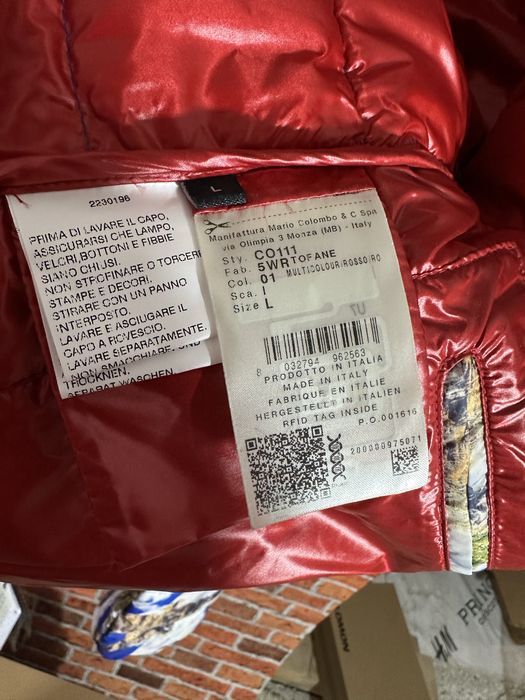 2230196
PRIMA DI LAVARE IL CAPO,
ASSICURARSI CHE LAMPO,
VELCRI,BOTTONI E FIBBIE
SIANO CHIUSI.
NON STROFINARE O TORCERE
STAMPE E DECORI.
STIRARE CON UN PANNO
INTERPOSTO.
LAVARE E ASCIUGARE IL
CAPO A ROVESCIO.
LAVARE SEPARATAMENTE.
TROCKNEN.
SEPARAT WASCHEN
L
Manifattura Mario Colombo & C Spa
via Olimpia 3 Monza (MB) - Italy
Sty. CO111
Fab. 5WRTOFANE
Col. 01 MULTICOLOUR/ROSSO/RO
Sca. I
Size L
8 032794 962563
PRODOTTO IN ITALIA
MADE IN ITALY
FABRIQUE EN ITALIE
HERGESTELLT IN ITALIEN
RFID TAG INSIDE
P.O.001616
200000975071
H&M